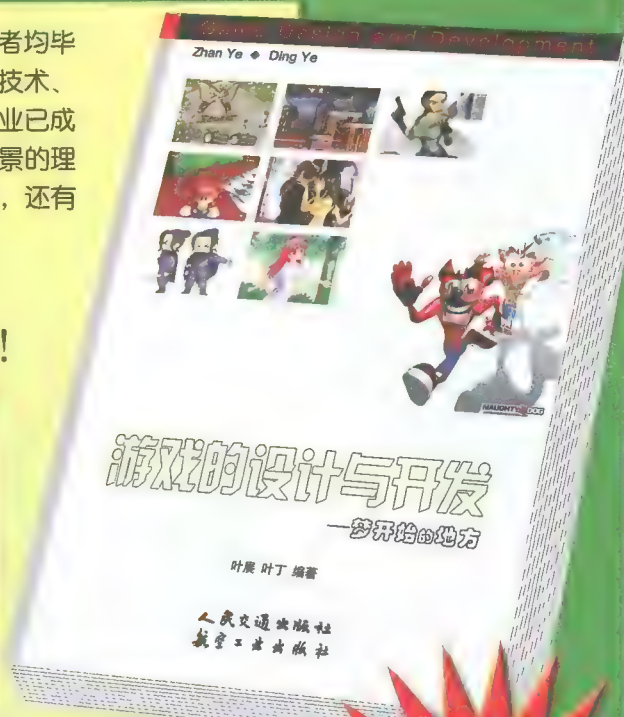 者均毕
技术、
业已成
景的理
，还有
！
Game Design and Development
Zhan Ye ◆ Ding Ye
NAUGHTY DOG
游戏的设计与开发
——梦开始的地方
叶展 叶丁 编著
人民交通出版社
航空工业出版社